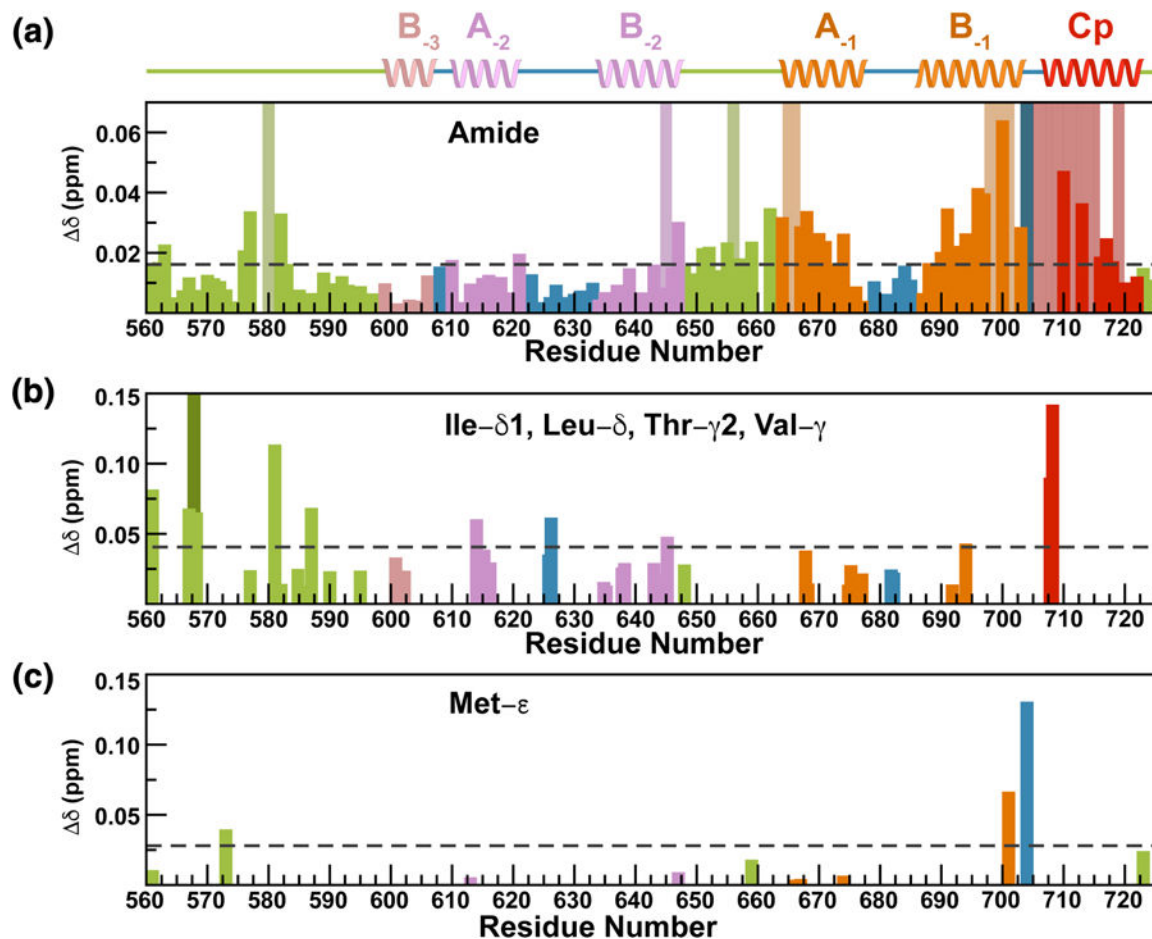 (a)
B-3 A-2 B-2 A-1 B-1 Cp
Amide
Δδ (ppm)
0.06
0.04
0.02
560 570 580 590 600 610 620 630 640 650 660 670 680 690 700 710 720
Residue Number
(b)
Ile–δ1, Leu–δ, Thr–γ2, Val–γ
Δδ (ppm)
0.15
0.10
0.05
560 570 580 590 600 610 620 630 640 650 660 670 680 690 700 710 720
Residue Number
(c)
Met–ε
Δδ (ppm)
0.15
0.10
0.05
560 570 580 590 600 610 620 630 640 650 660 670 680 690 700 710 720
Residue Number